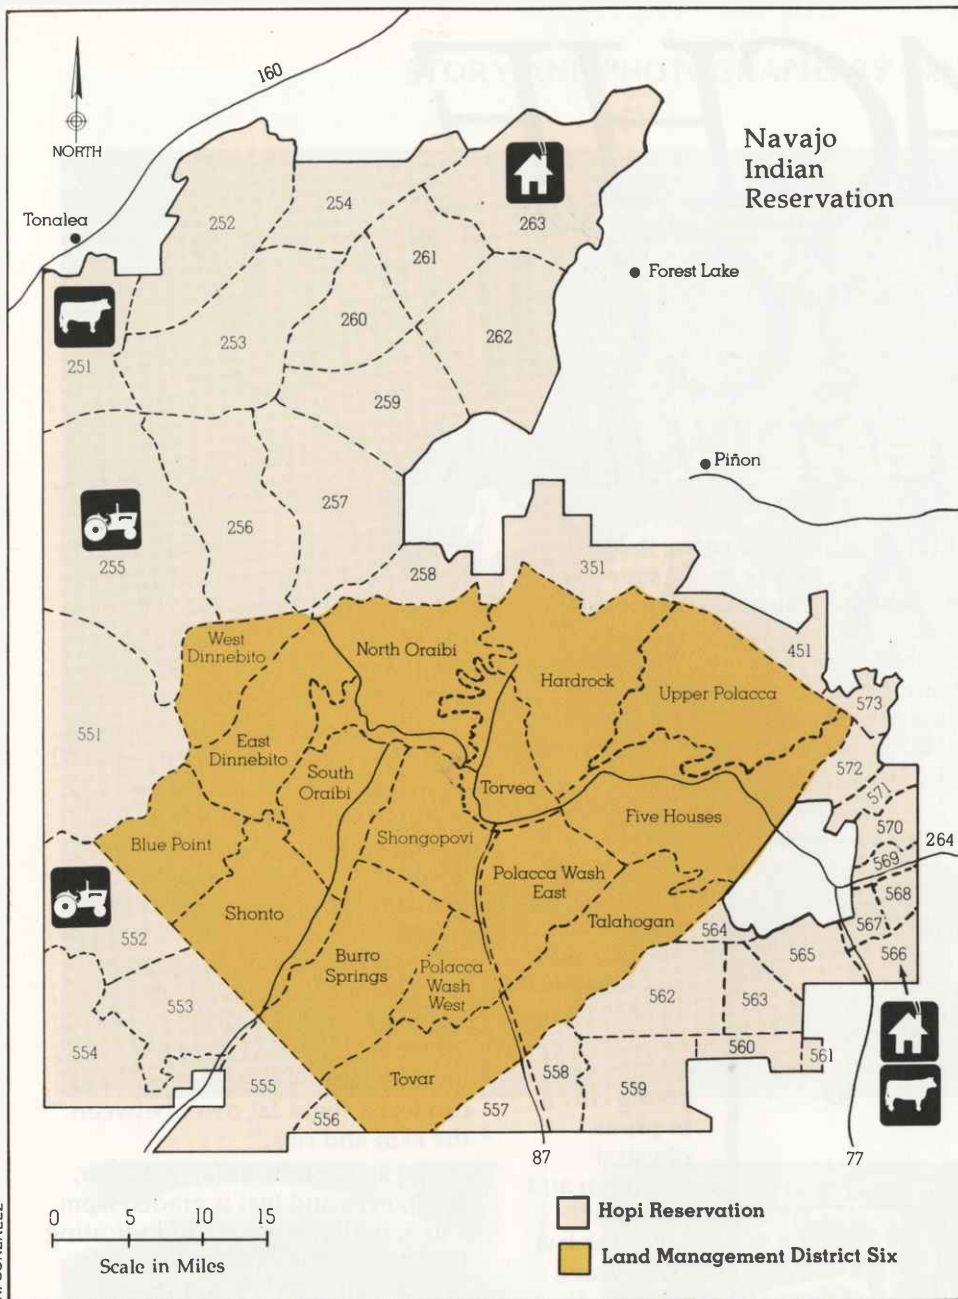 160
NORTH
Navajo
Indian
Reservation
Tonalea
252
254
263
261
Forest Lake
251
253
260
262
259
Piñon
255
256
257
258
351
West
Dinnebito
North Oraibi
Hardrock
Upper Polacca
451
573
551
East
Dinnebito
South
Oraibi
Torvea
572
571
Blue Point
Shongopovi
Five Houses
570
264
569
Polacca Wash
East
568
Shonto
Talahogan
567
552
564
Burro
Springs
Polacca
Wash
West
565
566
553
562
563
554
560
561
555
Tovar
558
559
556
557
87
77
0 5 10 15
Scale in Miles
Hopi Reservation
Land Management District Six